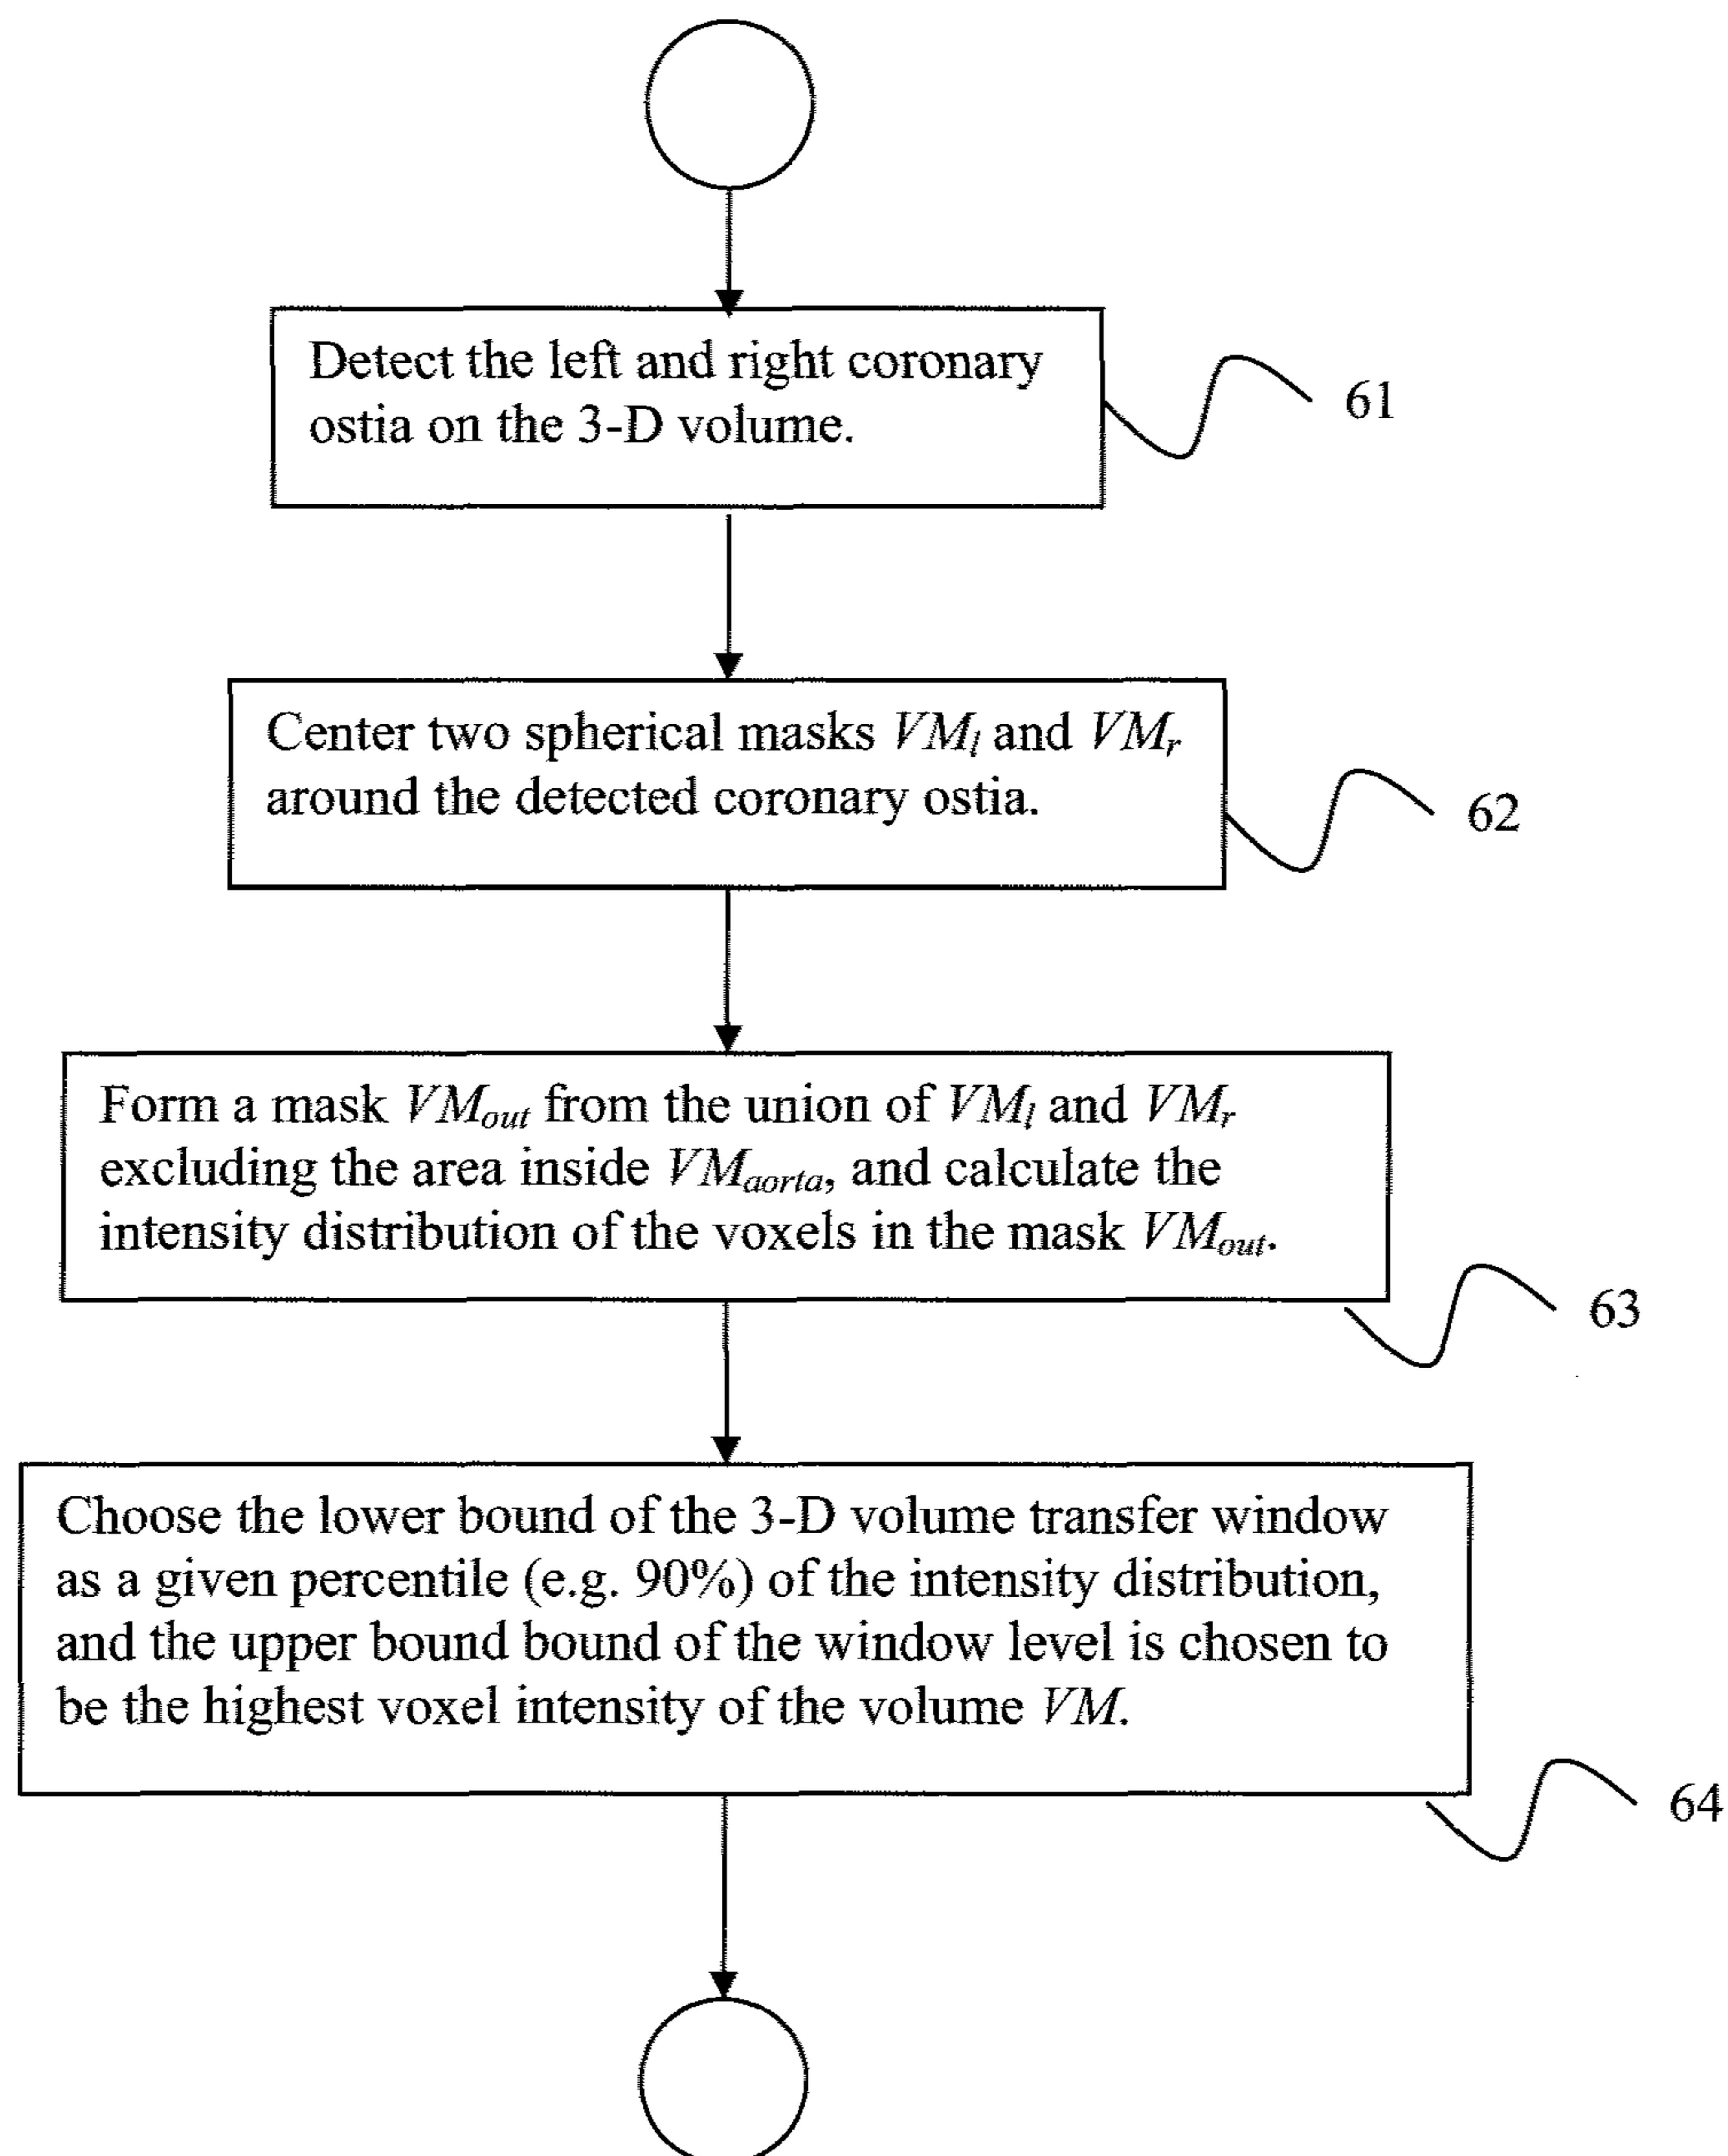 Detect the left and right coronary
ostia on the 3-D volume.
61
Center two spherical masks VMl and VMr
around the detected coronary ostia.
62
Form a mask VMout from the union of VMl and VMr
excluding the area inside VMaorta, and calculate the
intensity distribution of the voxels in the mask VMout.
63
Choose the lower bound of the 3-D volume transfer window
as a given percentile (e.g. 90%) of the intensity distribution,
and the upper bound bound of the window level is chosen to
be the highest voxel intensity of the volume VM.
64